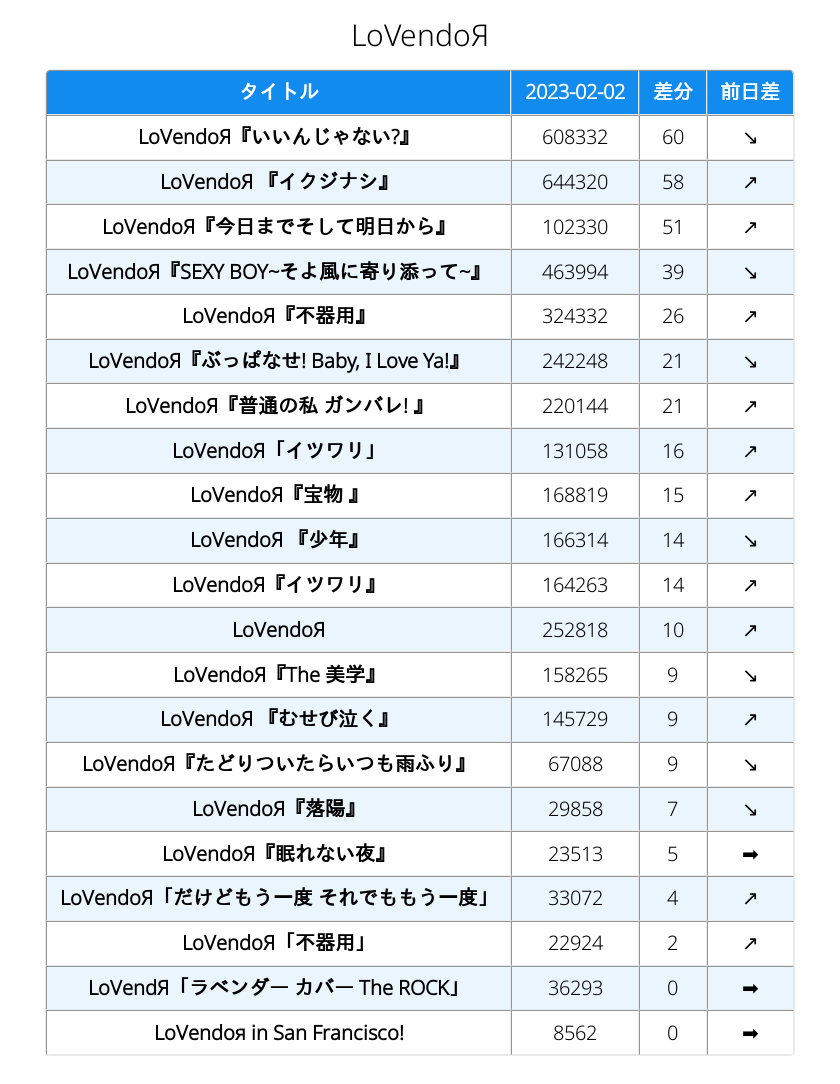 LoVendoЯ
タイトル 2023-02-02 差分 前日差
LoVendoЯ『いいんじゃない?』 608332 60 ↘
LoVendoЯ 『イクジナシ』 644320 58 ↗
LoVendoЯ『今日までそして明日から』 102330 51 ↗
LoVendoЯ『SEXY BOY~そよ風に寄り添って~』 463994 39 ↘
LoVendoЯ『不器用』 324332 26 ↗
LoVendoЯ『ぶっぱなせ! Baby, I Love Ya!』 242248 21 ↘
LoVendoЯ『普通の私 ガンバレ! 』 220144 21 ↗
LoVendoЯ「イツワリ」 131058 16 ↗
LoVendoЯ『宝物 』 168819 15 ↗
LoVendoЯ 『少年』 166314 14 ↘
LoVendoЯ『イツワリ』 164263 14 ↗
LoVendoЯ 252818 10 ↗
LoVendoЯ『The 美学』 158265 9 ↘
LoVendoЯ 『むせび泣く』 145729 9 ↗
LoVendoЯ『たどりついたらいつも雨ふり』 67088 9 ↘
LoVendoЯ『落陽』 29858 7 ↘
LoVendoЯ『眠れない夜』 23513 5 ➡
LoVendoЯ「だけどもう一度 それでももう一度」 33072 4 ↗
LoVendoЯ「不器用」 22924 2 ↗
LoVendЯ「ラベンダー カバー The ROCK」 36293 0 ➡
LoVendoя in San Francisco! 8562 0 ➡